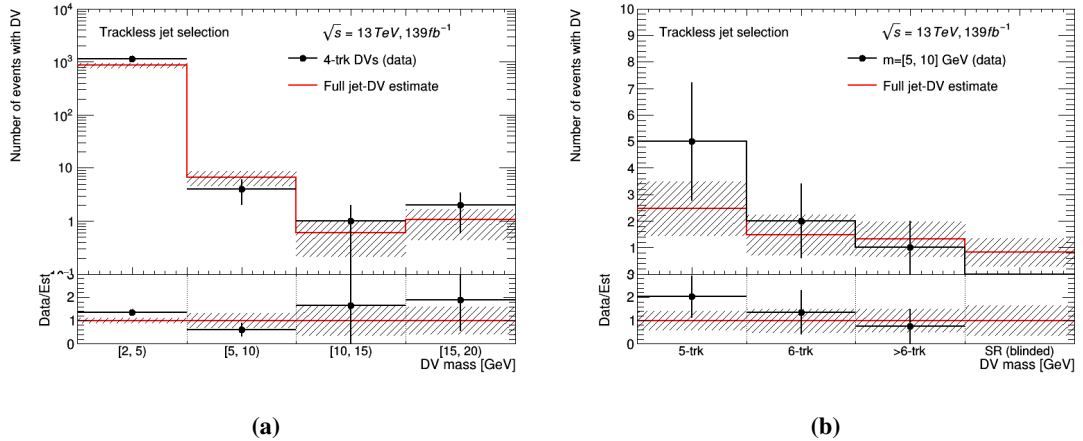 Number of events with DV
10⁴
10³
10²
10
1
10⁻¹
Trackless jet selection
√s = 13 TeV, 139fb⁻¹
4-trk DVs (data)
Full jet-DV estimate
Data/Est
3
2
1
0
[2, 5)
[5, 10)
[10, 15)
[15, 20)
DV mass [GeV]
(a)
Number of events with DV
10
9
8
7
6
5
4
3
2
1
Trackless jet selection
√s = 13 TeV, 139fb⁻¹
m=[5, 10] GeV (data)
Full jet-DV estimate
Data/Est
3
2
1
0
5-trk
6-trk
>6-trk
SR (blinded)
DV mass [GeV]
(b)